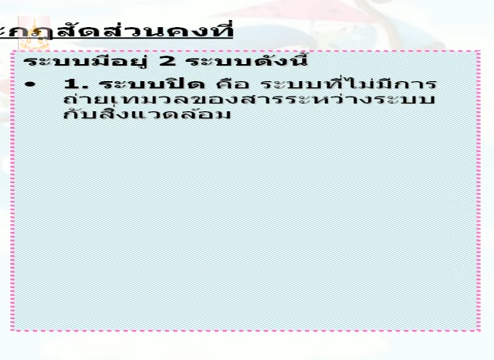 กฎสัดส่วนคงที่
ระบบมีอยู่ 2 ระบบดังนี้
• 1. ระบบปิด คือ ระบบที่ไม่มีการ
ถ่ายเทมวลของสารระหว่างระบบ
กับสิ่งแวดล้อม